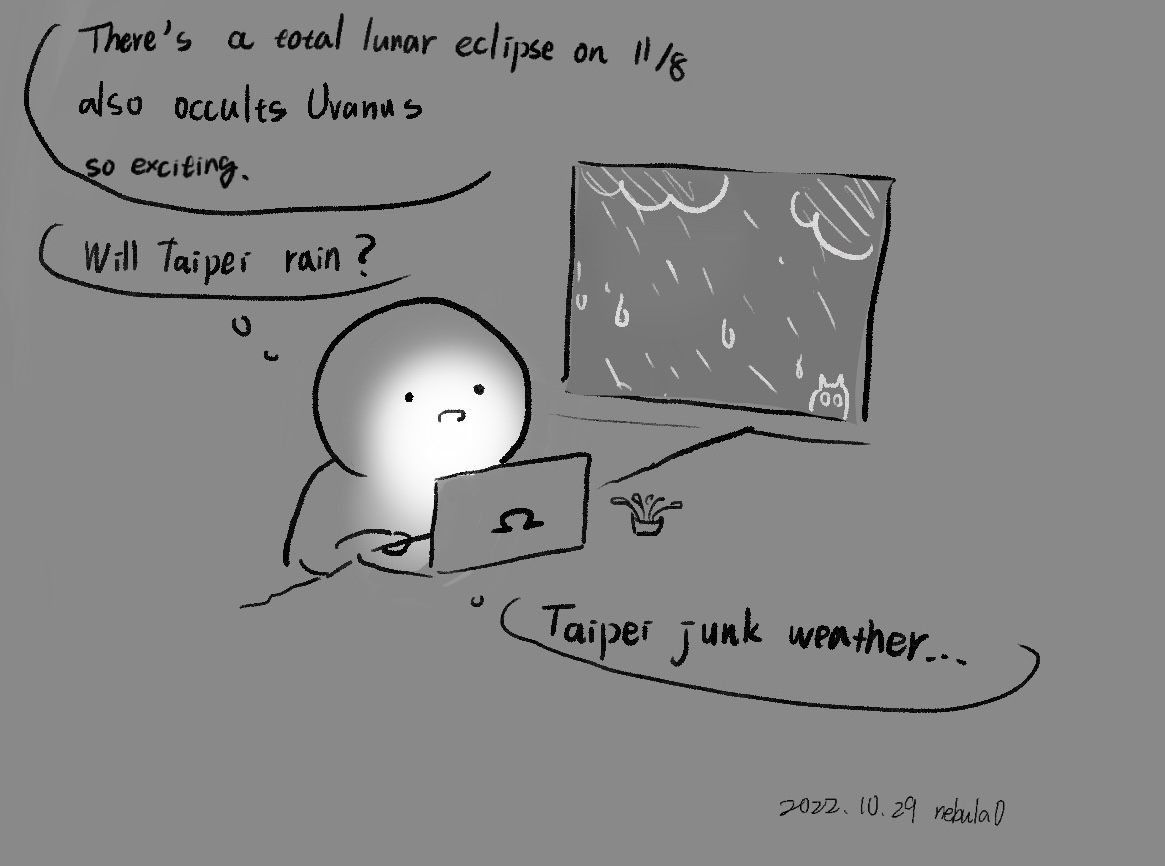 There's a total lunar eclipse on 11/8
also occults Uranus
so exciting.
Will Taipei rain?
Ω
Taipei junk weather...
2022.10.29 nebula0